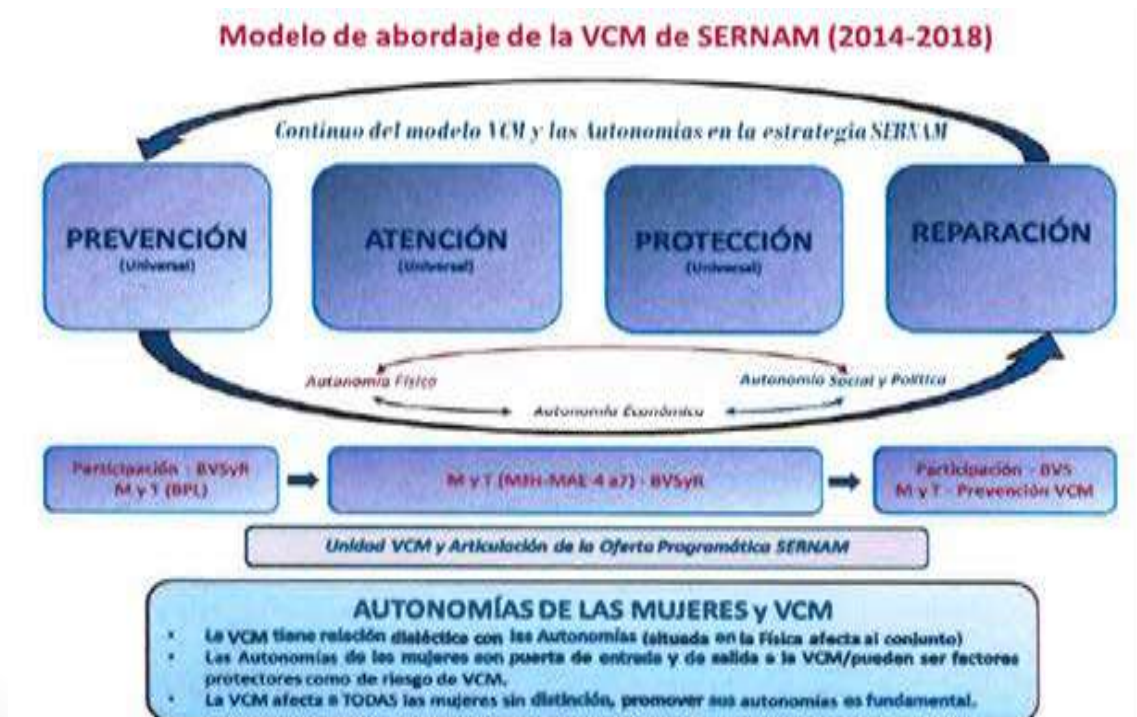 Modelo de abordaje de la VCM de SERNAM (2014-2018)
Continuo del modelo VCM y las Autonomías en la estrategia SERNAM
PREVENCIÓN
(Universal)
ATENCIÓN
(Universal)
PROTECCIÓN
(Universal)
REPARACIÓN
Autonomía Física
Autonomía Social y Política
Autonomía Económica
Participación - BVSyR
M y T (BPL)
M y T (MJH-MAE-4 a7) - BVSyR
Participación - BVS
M y T - Prevención VCM
Unidad VCM y Articulación de la Oferta Programática SERNAM
AUTONOMÍAS DE LAS MUJERES y VCM
• La VCM tiene relación dialéctica con las Autonomías (situada en la Física afecta al conjunto)
• Las Autonomías de las mujeres son puerta de entrada y de salida a la VCM/pueden ser factores
protectores como de riesgo de VCM.
• La VCM afecta a TODAS las mujeres sin distinción, promover sus autonomías es fundamental.